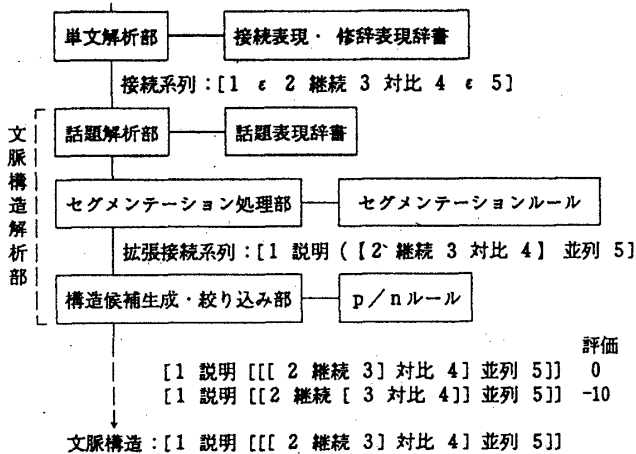 単文解析部 接続表現・修辞表現辞書
接続系列：[1 ε 2 継続 3 対比 4 ε 5]
文脈構造解析部
話題解析部 話題表現辞書
セグメンテーション処理部 セグメンテーションルール
拡張接続系列：[1 説明 (【2 継続 3 対比 4】 並列 5]
構造候補生成・絞り込み部 p／nルール
評価
[1 説明 [[[ 2 継続 3] 対比 4] 並列 5]] 0
[1 説明 [[2 継続 [ 3 対比 4]] 並列 5]] -10
文脈構造：[1 説明 [[[ 2 継続 3] 対比 4] 並列 5]]